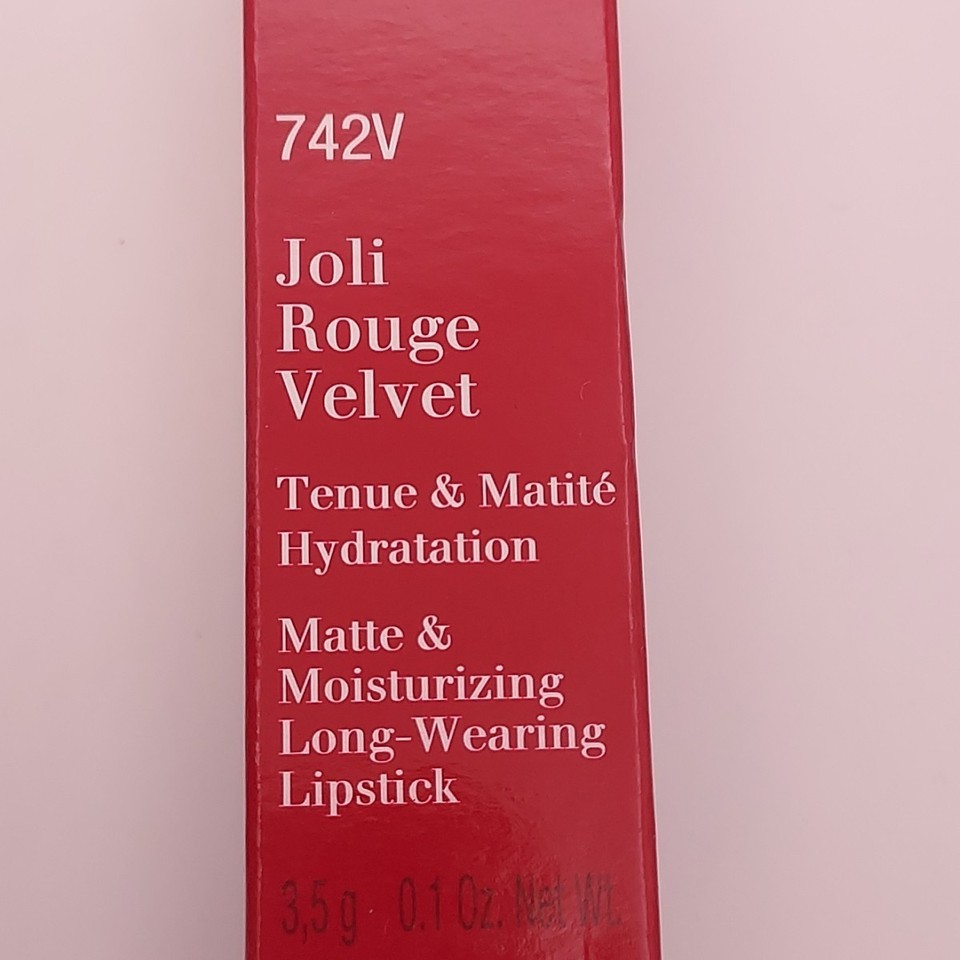 742V
Joli
Rouge
Velvet
Tenue & Matité
Hydratation
Matte &
Moisturizing
Long-Wearing
Lipstick
3,5 g 0.1 Oz. Net Wt.